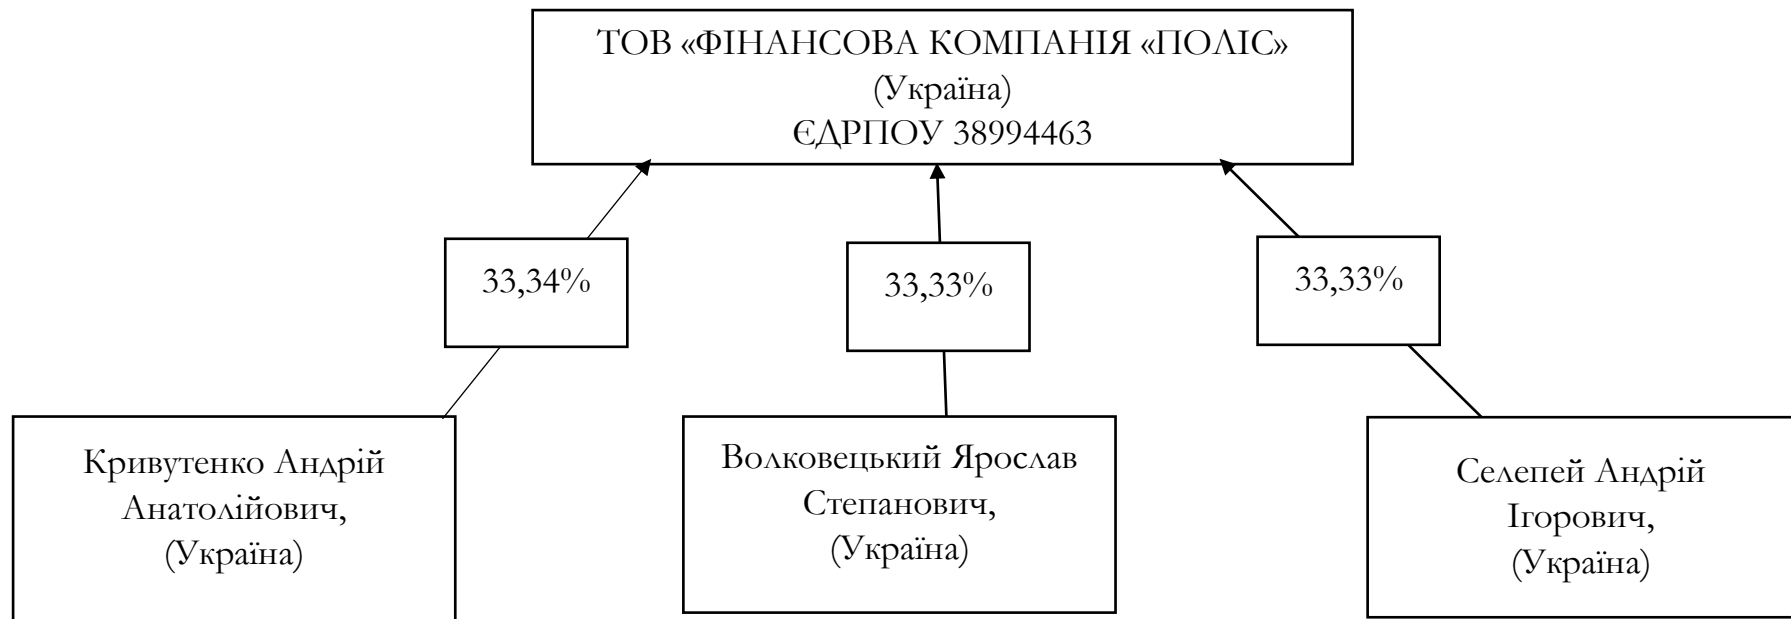 ТОВ «ФІНАНСОВА КОМПАНІЯ «ПОЛІС»
(Україна)
ЄДРПОУ 38994463
33,34%
33,33%
33,33%
Кривутенко Андрій
Анатолійович,
(Україна)
Волковецький Ярослав
Степанович,
(Україна)
Селепей Андрій
Ігорович,
(Україна)